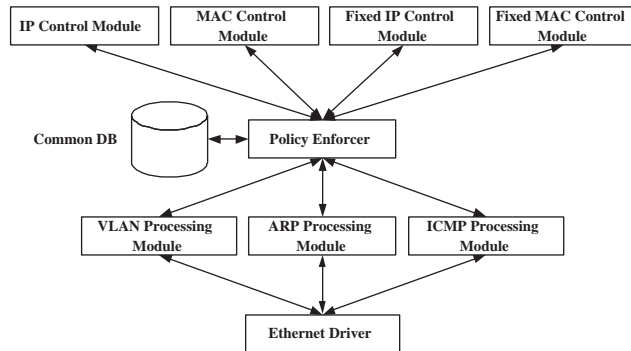 IP Control Module
MAC Control
Module
Fixed IP Control
Module
Fixed MAC Control
Module
Common DB
Policy Enforcer
VLAN Processing
Module
ARP Processing
Module
ICMP Processing
Module
Ethernet Driver